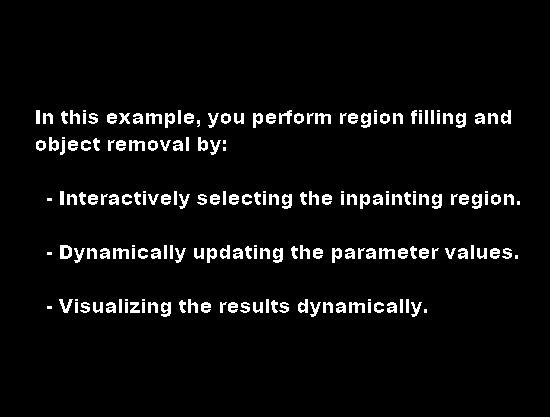 In this example, you perform region filling and
object removal by:
- Interactively selecting the inpainting region.
- Dynamically updating the parameter values.
- Visualizing the results dynamically.